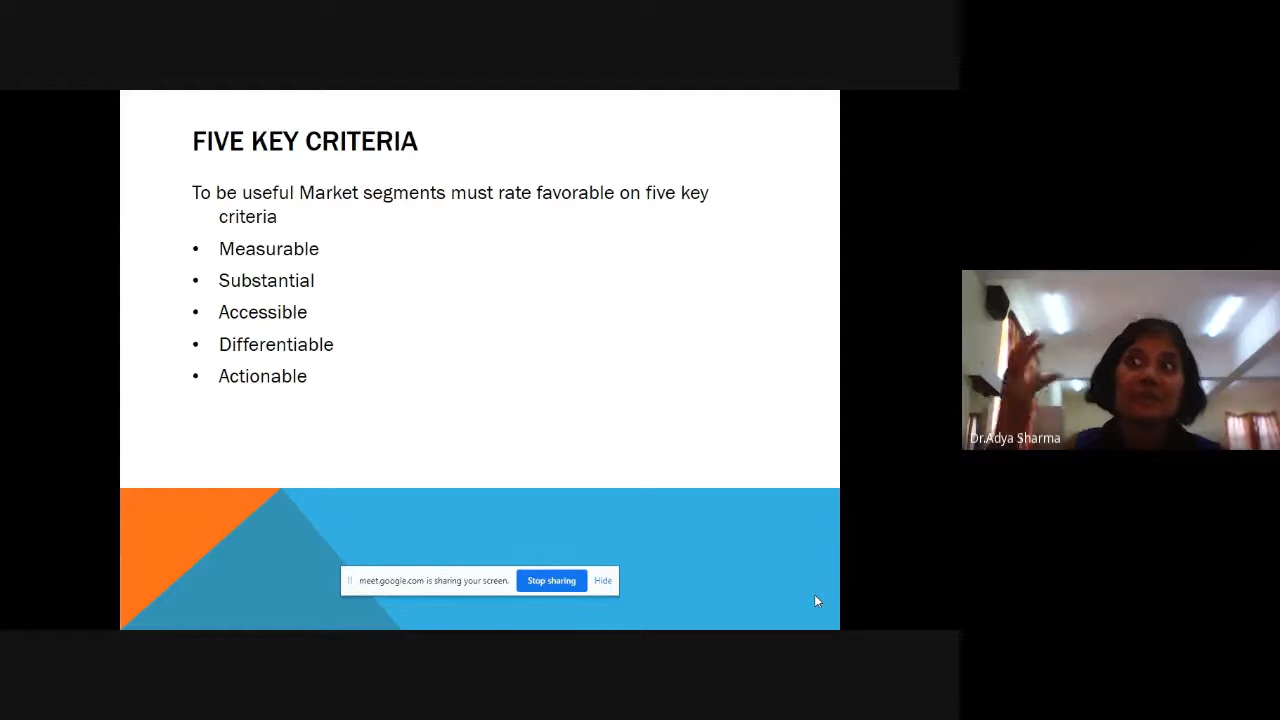 FIVE KEY CRITERIA
To be useful Market segments must rate favorable on five key
criteria
• Measurable
• Substantial
• Accessible
• Differentiable
• Actionable
Dr.Adya Sharma
meet.google.com is sharing your screen.
Stop sharing
Hide